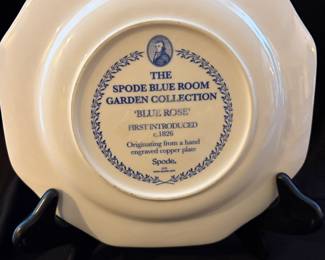 THE
SPODE BLUE ROOM
GARDEN COLLECTION
'BLUE ROSE'
FIRST INTRODUCED
c.1826
Originating from a hand
engraved copper plate
Spode.